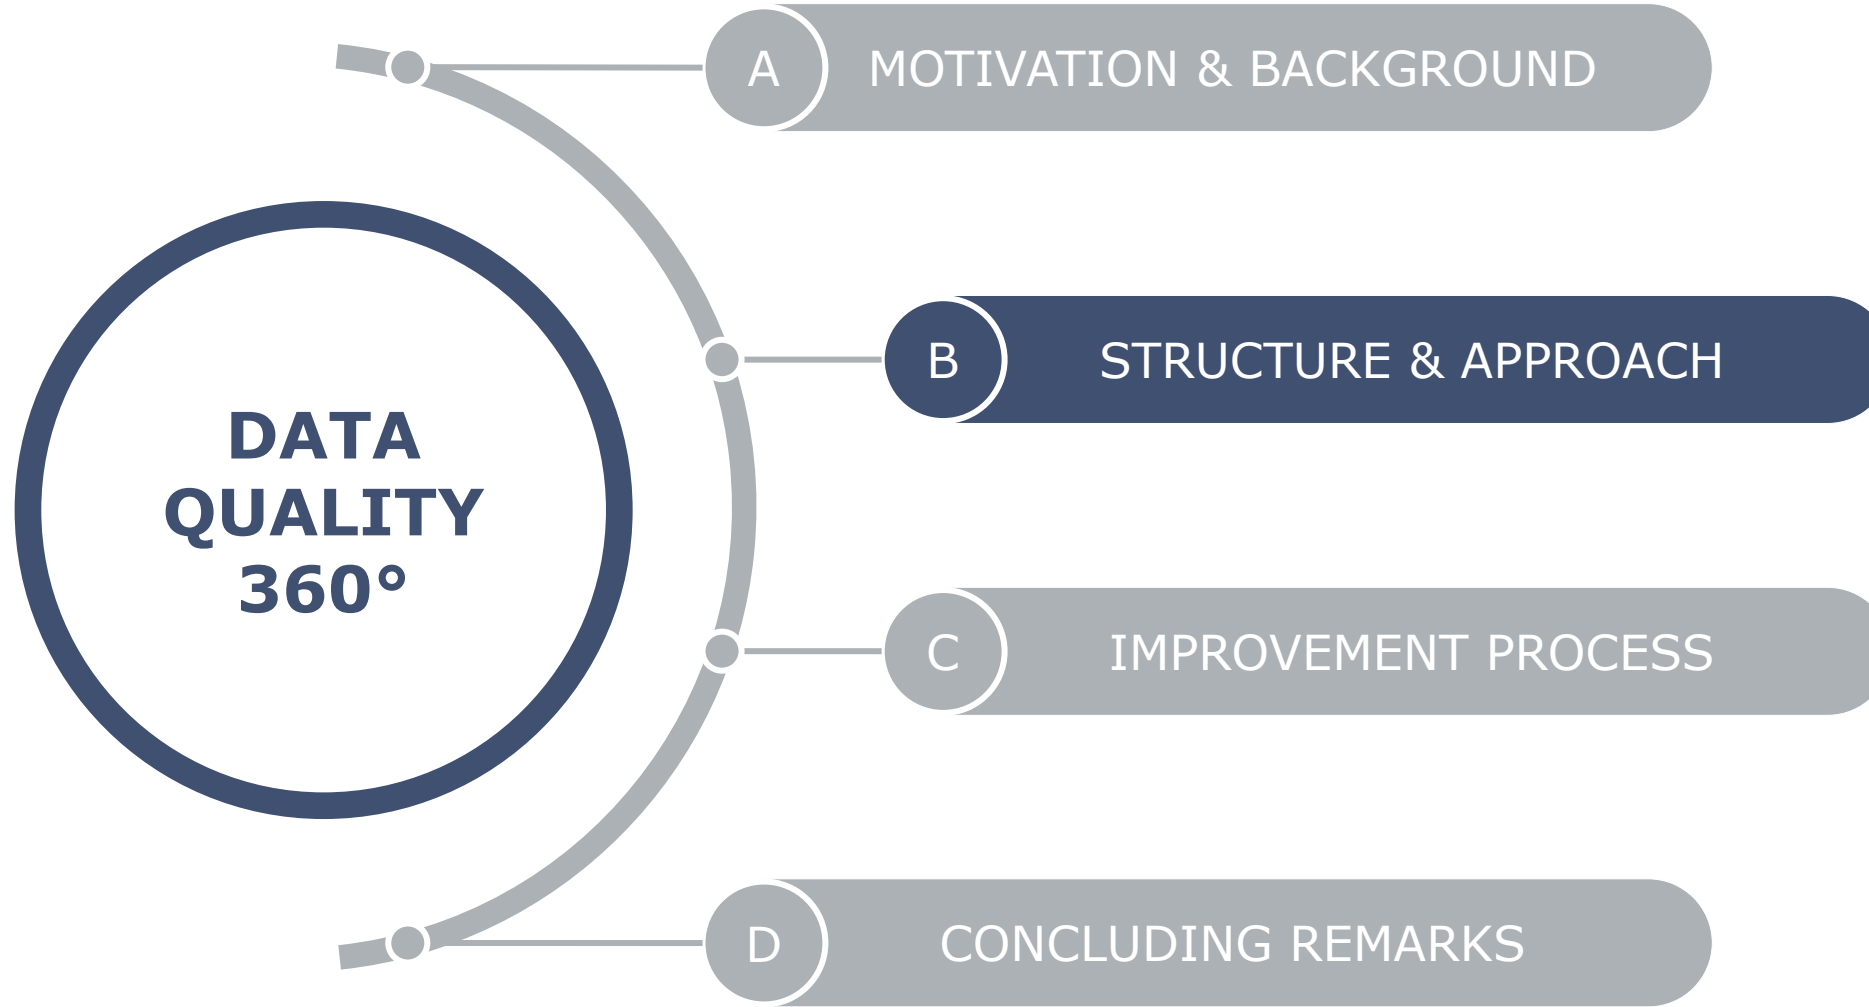 DATA
QUALITY
360°
A MOTIVATION & BACKGROUND
B STRUCTURE & APPROACH
C IMPROVEMENT PROCESS
D CONCLUDING REMARKS